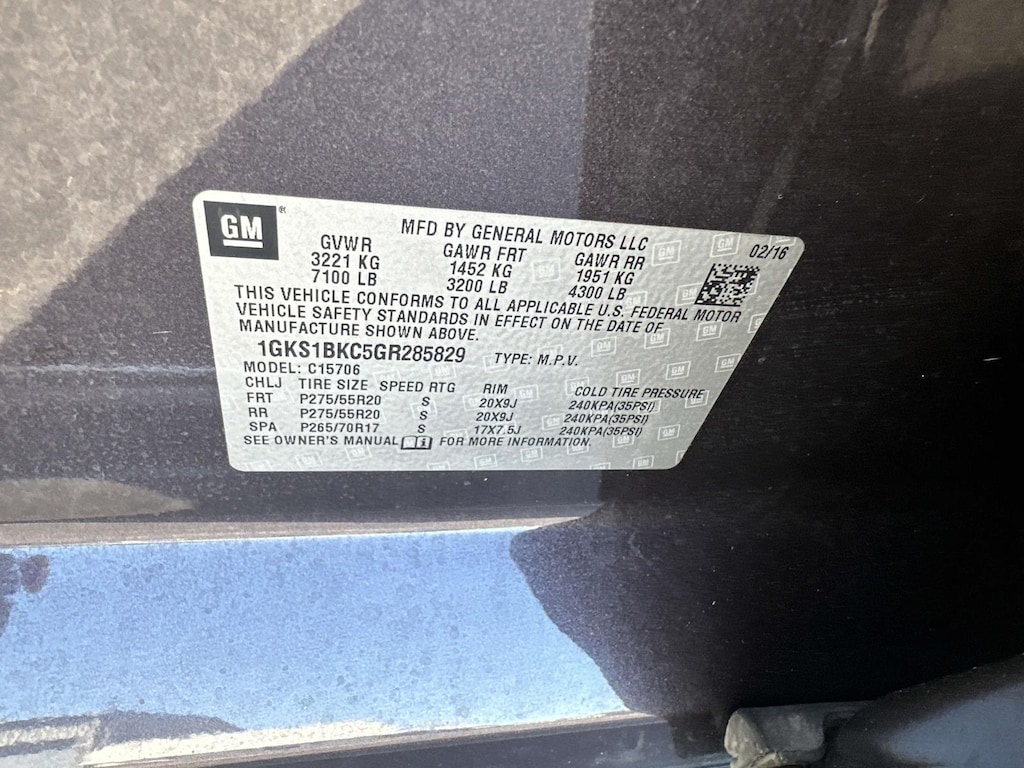 GM ®
MFD BY GENERAL MOTORS LLC
02/16
GVWR GAWR FRT GAWR RR
3221 KG 1452 KG 1951 KG
7100 LB 3200 LB 4300 LB
THIS VEHICLE CONFORMS TO ALL APPLICABLE U.S. FEDERAL MOTOR
VEHICLE SAFETY STANDARDS IN EFFECT ON THE DATE OF
MANUFACTURE SHOWN ABOVE.
1GKS1BKC5GR285829 TYPE: M.P.V.
MODEL: C15706
CHLJ TIRE SIZE SPEED RTG RIM COLD TIRE PRESSURE
FRT P275/55R20 S 20X9J 240KPA(35PSI)
RR P275/55R20 S 20X9J 240KPA(35PSI)
SPA P265/70R17 S 17X7.5J 240KPA(35PSI)
SEE OWNER'S MANUAL i FOR MORE INFORMATION.